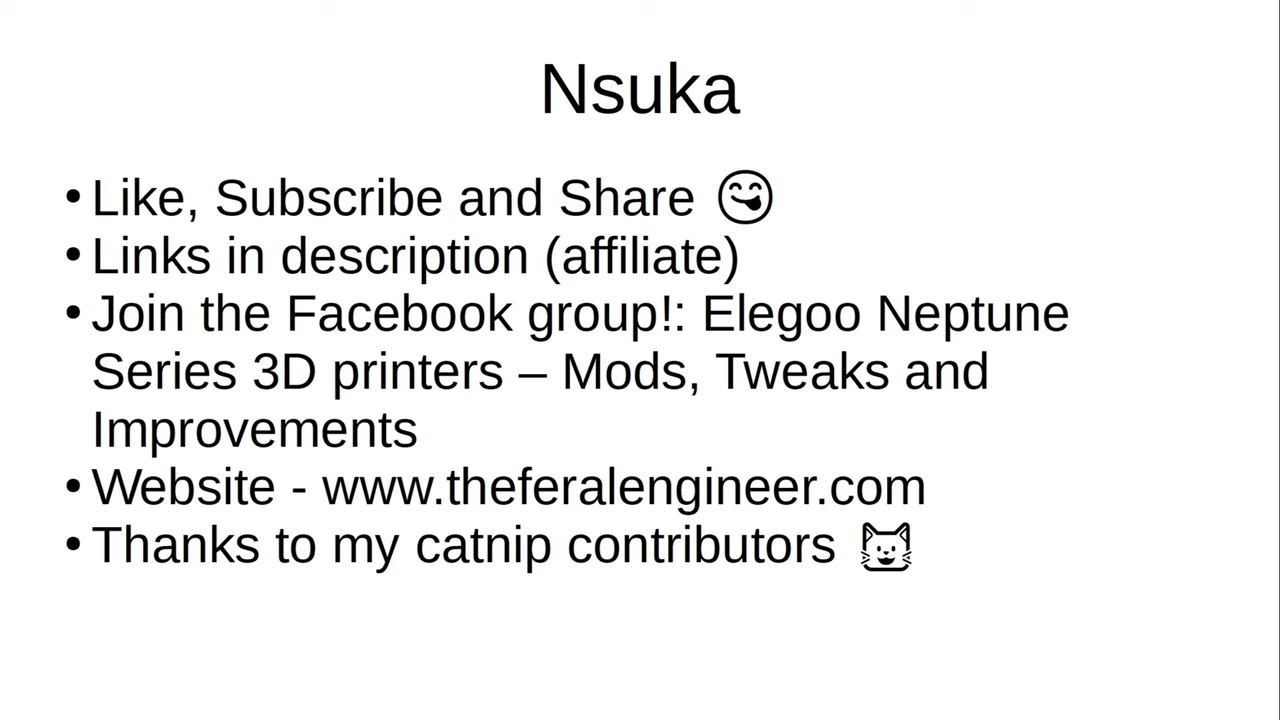 Nsuka
• Like, Subscribe and Share 😋
• Links in description (affiliate)
• Join the Facebook group!: Elegoo Neptune
Series 3D printers – Mods, Tweaks and
Improvements
• Website - www.theferalengineer.com
• Thanks to my catnip contributors 😺